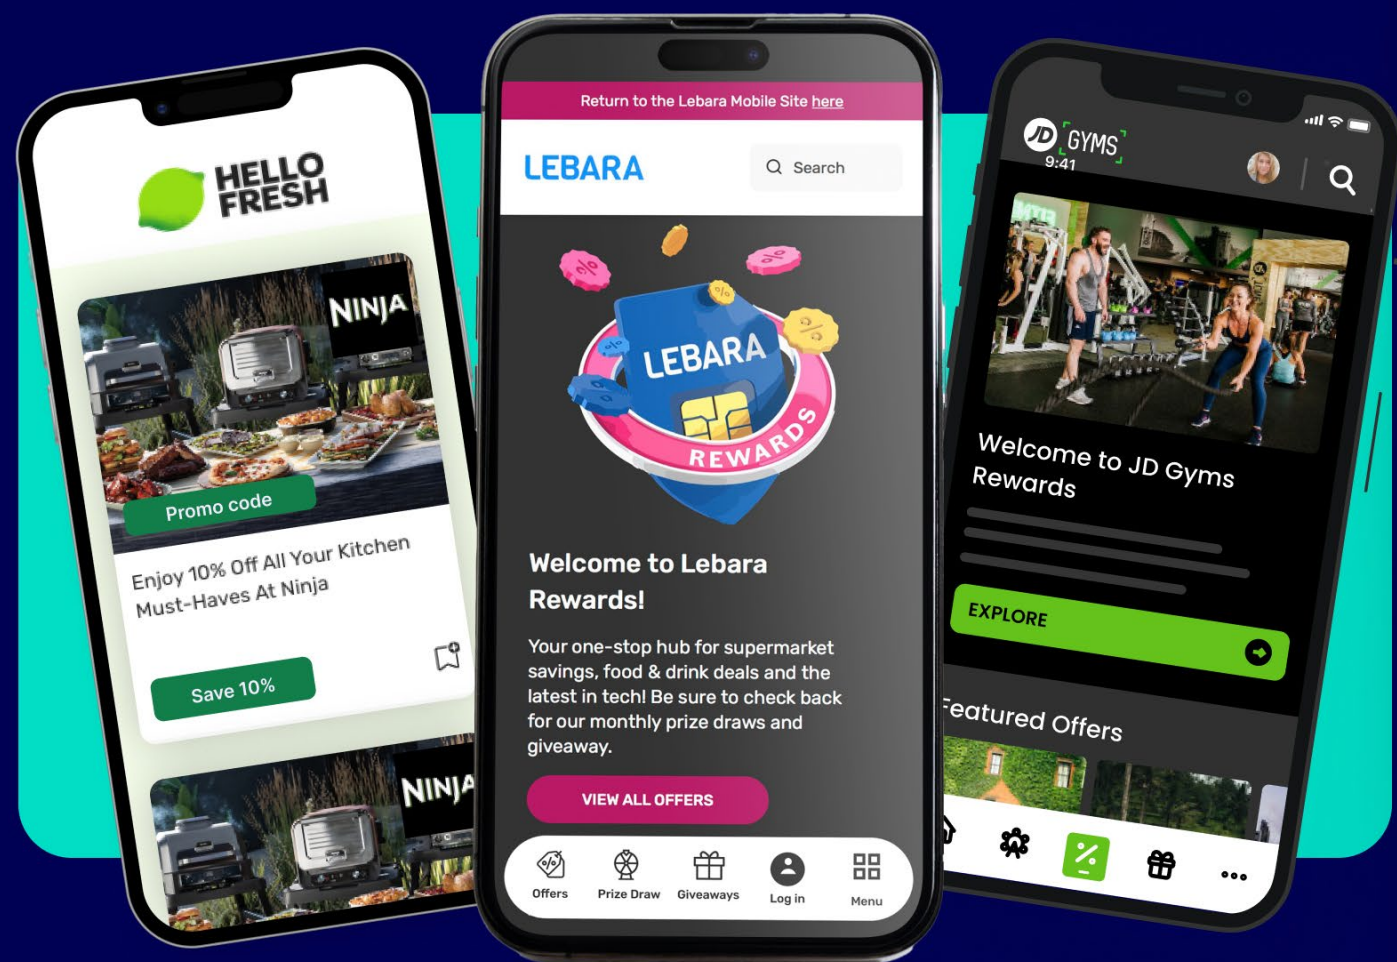 HELLO
FRESH
NINJA
Promo code
Enjoy 10% Off All Your Kitchen
Must-Haves At Ninja
Save 10%
NINJA
Return to the Lebara Mobile Site here
LEBARA
Search
LEBARA
REWARDS
Welcome to Lebara
Rewards!
Your one-stop hub for supermarket
savings, food & drink deals and the
latest in tech! Be sure to check back
for our monthly prize draws and
giveaway.
VIEW ALL OFFERS
Offers
Prize Draw
Giveaways
Log in
Menu
JD GYMS
9:41
Welcome to JD Gyms
Rewards
EXPLORE
Featured Offers